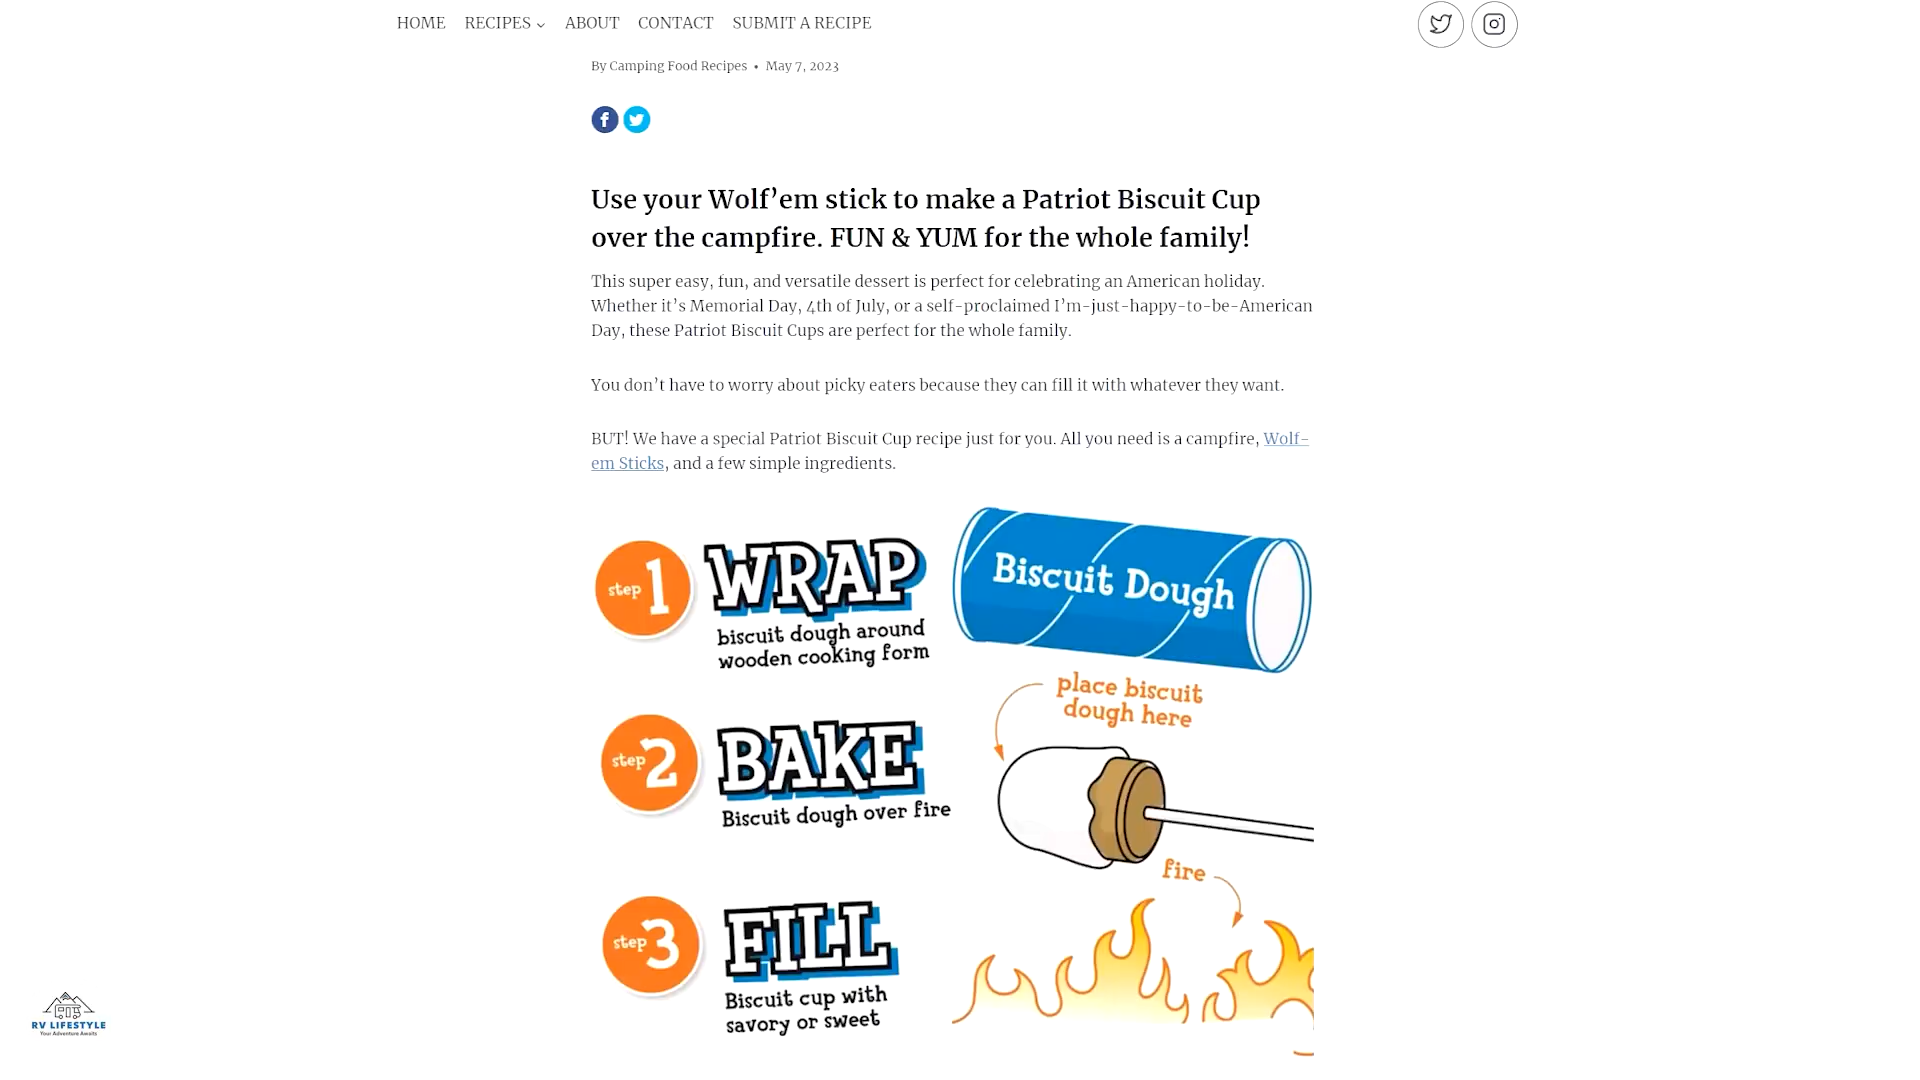 HOME RECIPES ABOUT CONTACT SUBMIT A RECIPE
By Camping Food Recipes • May 7, 2023
Use your Wolf’em stick to make a Patriot Biscuit Cup
over the campfire. FUN & YUM for the whole family!
This super easy, fun, and versatile dessert is perfect for celebrating an American holiday.
Whether it’s Memorial Day, 4th of July, or a self-proclaimed I’m-just-happy-to-be-American
Day, these Patriot Biscuit Cups are perfect for the whole family.
You don’t have to worry about picky eaters because they can fill it with whatever they want.
BUT! We have a special Patriot Biscuit Cup recipe just for you. All you need is a campfire, Wolf-
em Sticks, and a few simple ingredients.
step 1 WRAP
biscuit dough around
wooden cooking form
Biscuit Dough
place biscuit
dough here
step 2 BAKE
Biscuit dough over fire
fire
step 3 FILL
Biscuit cup with
savory or sweet
RV LIFESTYLE
Your Adventure Awaits